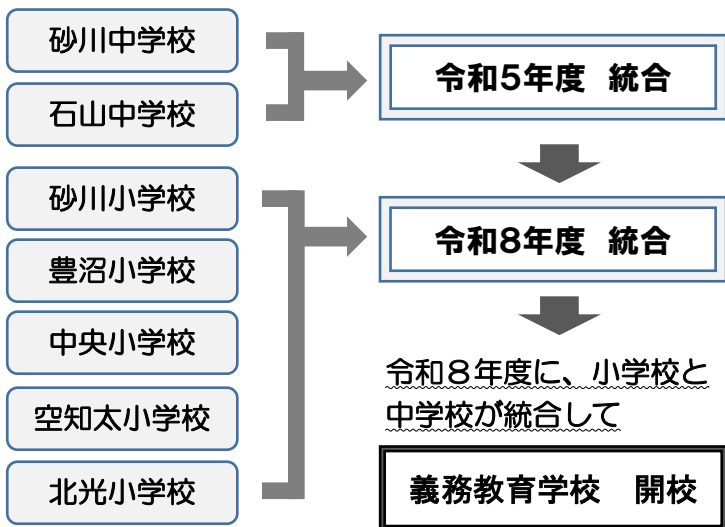 砂川中学校
石山中学校
令和5年度 統合
砂川小学校
豊沼小学校
中央小学校
空知太小学校
北光小学校
令和8年度 統合
令和８年度に、小学校と
中学校が統合して
義務教育学校 開校